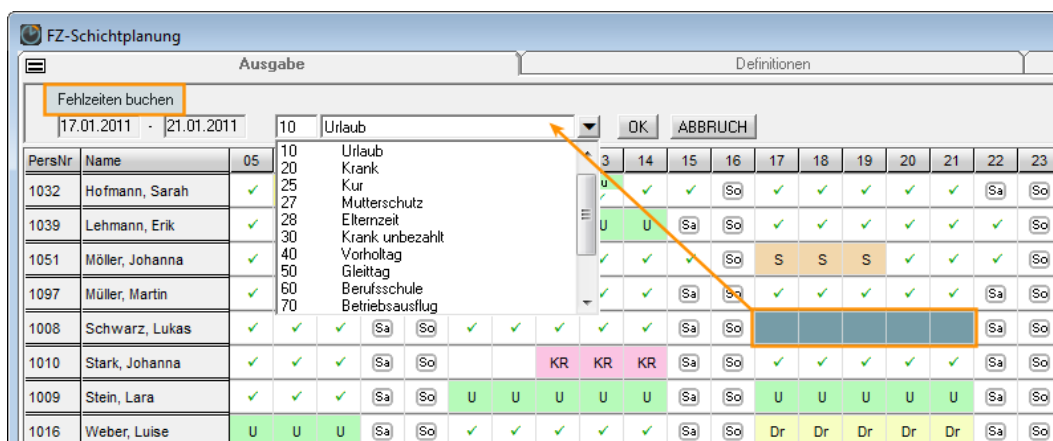 FZ-Schichtplanung
Ausgabe Definitionen
Fehlzeiten buchen
17.01.2011 - 21.01.2011 10 Urlaub OK ABBRUCH
10 Urlaub
20 Krank
25 Kur
27 Mutterschutz
28 Elternzeit
30 Krank unbezahlt
40 Vorholtag
50 Gleittag
60 Berufsschule
70 Betriebsausflug
PersNr Name 05 3 14 15 16 17 18 19 20 21 22 23
1032 Hofmann, Sarah u So Sa So
1039 Lehmann, Erik U U Sa So So
1051 Möller, Johanna So S S S So
1097 Müller, Martin Sa So Sa So
1008 Schwarz, Lukas Sa So Sa So Sa So
1010 Stark, Johanna Sa So KR KR KR Sa So Sa So
1009 Stein, Lara Sa So U U U U U Sa So U U U U U Sa So
1016 Weber, Luise U U U Sa So Sa So Dr Dr Dr Dr Dr Sa So